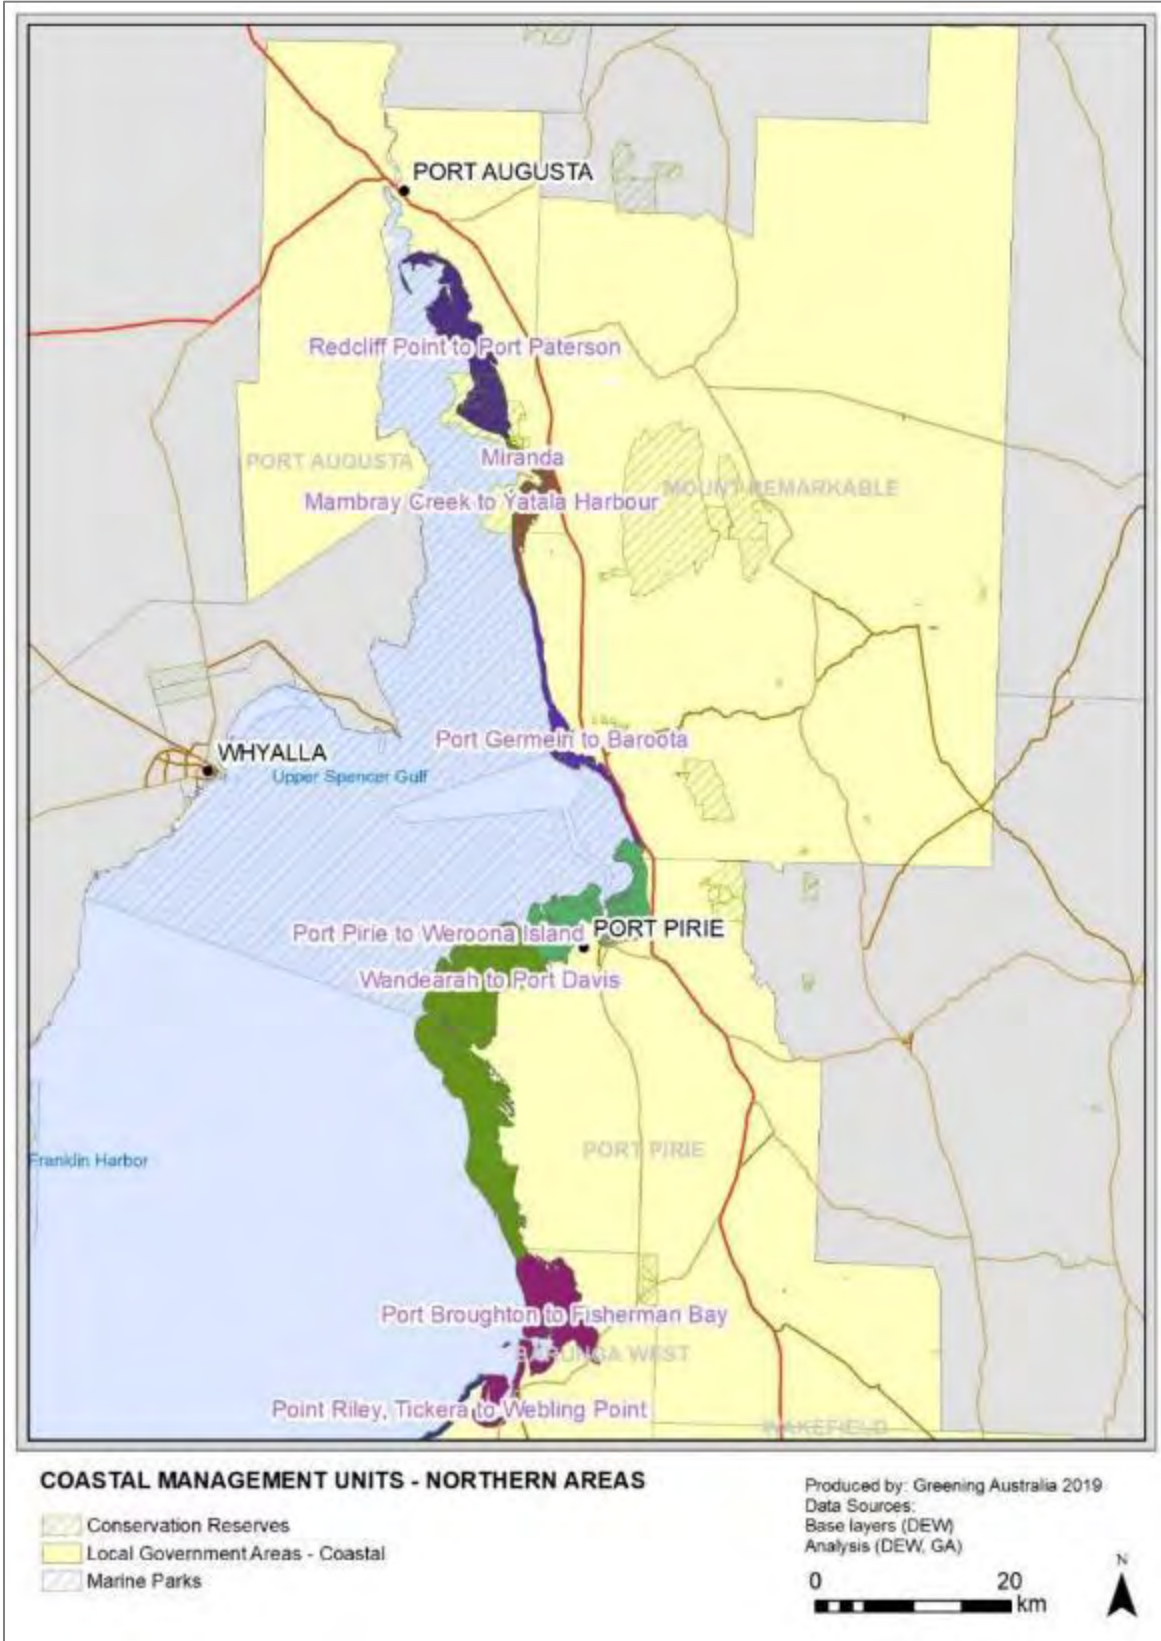 PORT AUGUSTA
Redcliff Point to Port Paterson
PORT AUGUSTA
Miranda
MOUNT REMARKABLE
Mambray Creek to Yatala Harbour
Port Germein to Baroota
WHYALLA
Upper Spencer Gulf
Port Pirie to Weroona Island
PORT PIRIE
Wandearah to Port Davis
PORT PIRIE
Franklin Harbor
Port Broughton to Fisherman Bay
BARUNGA WEST
Point Riley, Tickera to Webling Point
WAKEFIELD
COASTAL MANAGEMENT UNITS - NORTHERN AREAS
Conservation Reserves
Local Government Areas - Coastal
Marine Parks
Produced by: Greening Australia 2019
Data Sources:
Base layers (DEW)
Analysis (DEW, GA)
N
0 20
km